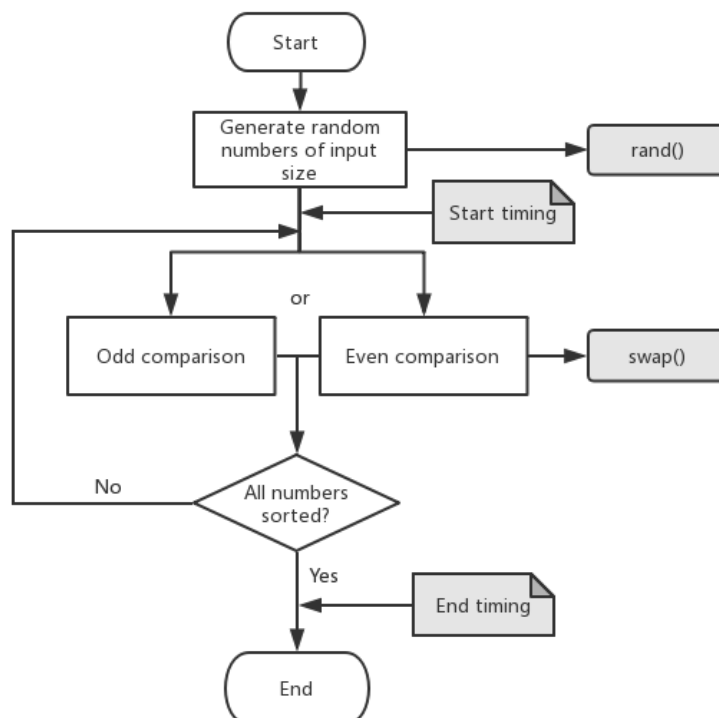 Start
Generate random
numbers of input
size
rand()
Start timing
or
Odd comparison
Even comparison
swap()
No
All numbers
sorted?
Yes
End timing
End